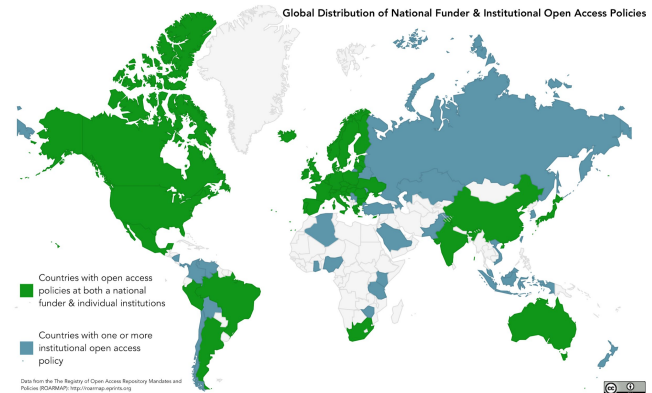 Global Distribution of National Funder & Institutional Open Access Policies
Countries with open access
policies at both a national
funder & individual institutions
Countries with one or more
institutional open access
policy
Data from the The Registry of Open Access Repository Mandates and
Policies (ROARMAP): http://roarmap.eprints.org
cc